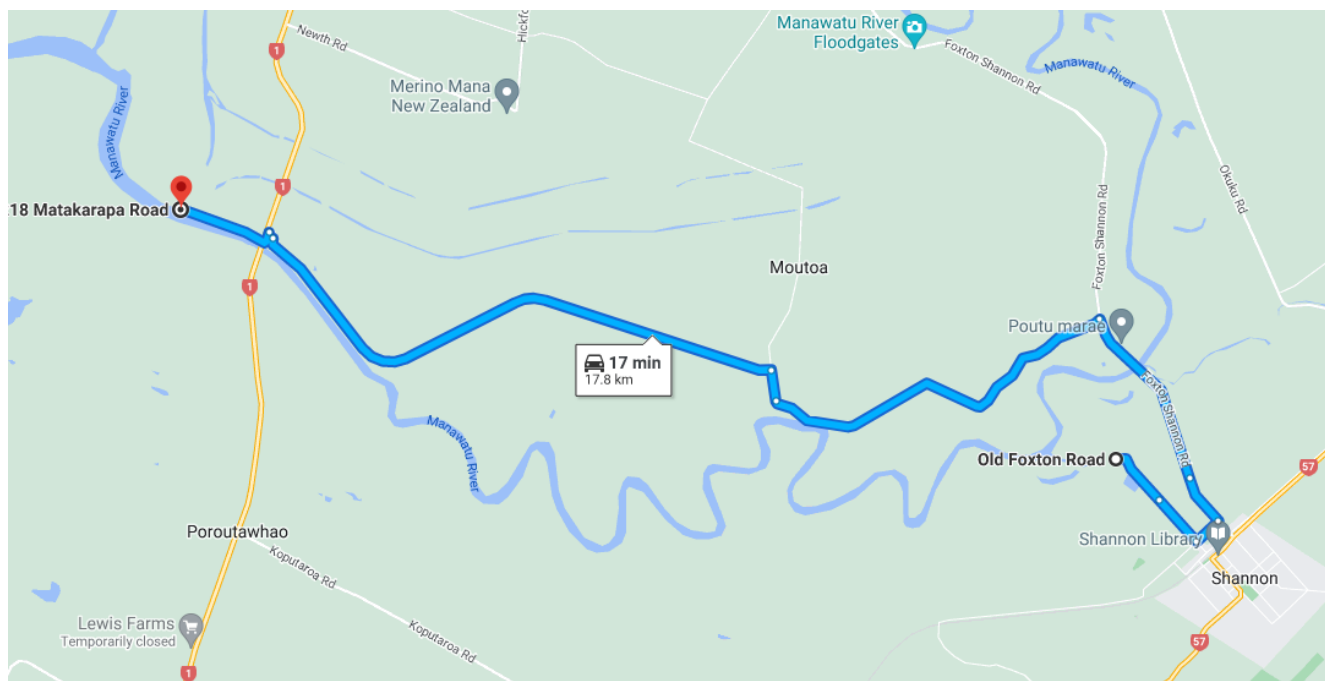 Newth Rd
Hickfo
1
Merino Mana
New Zealand
Manawatu River
Floodgates
Foxton Shannon Rd
Manawatu River
Okuku Rd
Manawatu River
1
.18 Matakarapa Road
Moutoa
Foxton Shannon Rd
1
Poutu marae
17 min
17.8 km
Foxton Shannon Rd
Manawatu River
Old Foxton Road
57
Poroutawhao
Shannon Library
Shannon
Koputaroa Rd
Lewis Farms
Temporarily closed
Koputaroa Rd
57
1